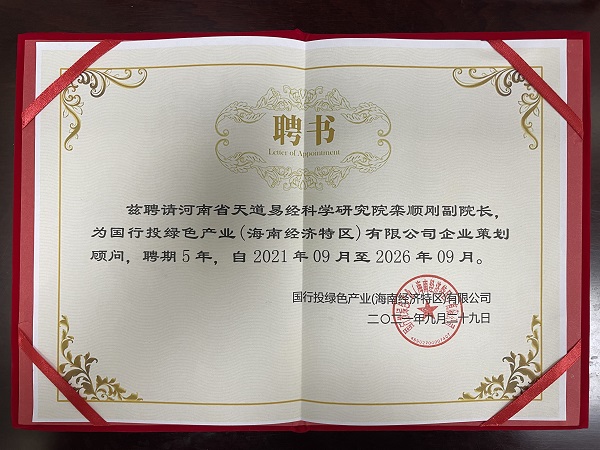 聘书
Letter of Appointment
兹聘请河南省天道易经科学研究院栾顺刚副院长，
为国行投绿色产业(海南经济特区)有限公司企业策划
顾问，聘期5年，自2021年09月至2026年09月。
国行投绿色产业(海南经济特区)有限公司
二〇二一年九月二十九日